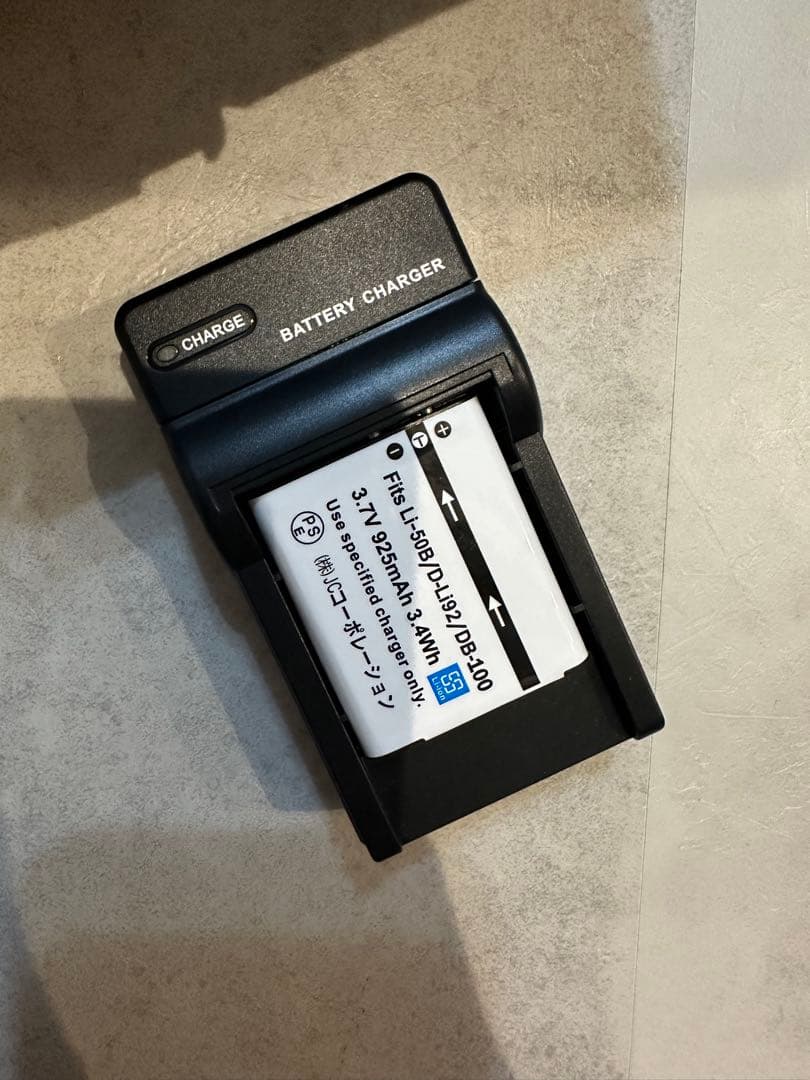 BATTERY CHARGER
CHARGE
- T +
Fits Li-50B/D-Li92/DB-100
3.7V 925mAh 3.4Wh
Use specified charger only.
Li-ion
PSE (株)JCコーポレーション